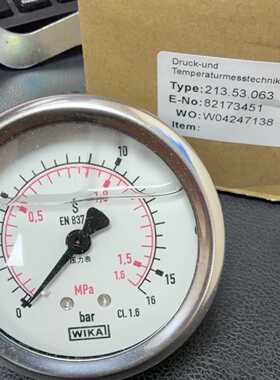 Druck-und
Temperaturmesstechnik
Type: 213.53.063
E-No: 82173451
WO: W04247138
Item:
10
S
1,0
0,5
EN 837
压力表
1,5
15
1,6
MPa
0
16
bar
CL 1.6
WIKA